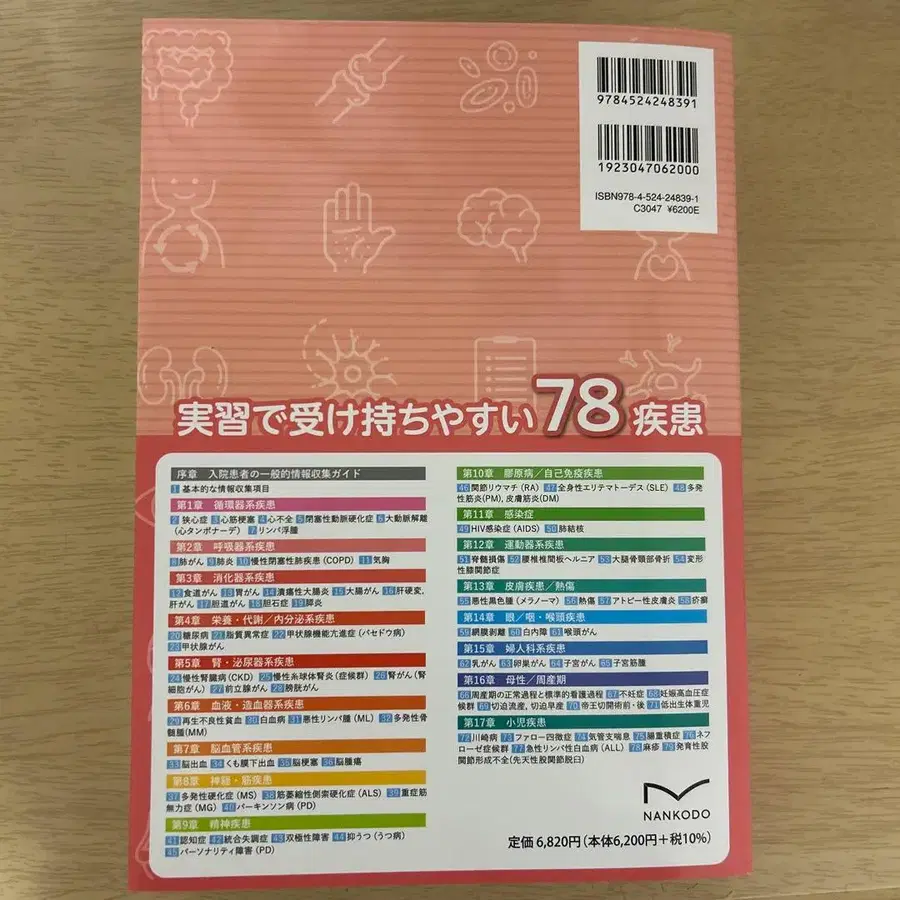 9784524248391
1923047062000
ISBN978-4-524-24839-1
C3047 ¥6200E
実習で受け持ちやすい78疾患
序章 入院患者の一般的情報収集ガイド
1 基本的な情報収集項目
第1章 循環器系疾患
2 狭心症 3 心筋梗塞 4 心不全 5 閉塞性動脈硬化症 6 大動脈解離
(心タンポナーデ) 7 リンパ浮腫
第2章 呼吸器系疾患
8 肺がん 9 肺炎 10 慢性閉塞性肺疾患(COPD) 11 気胸
第3章 消化器系疾患
12 食道がん 13 胃がん 14 潰瘍性大腸炎 15 大腸がん 16 肝硬変,
肝がん 17 胆道がん 18 胆石症 19 膵炎
第4章 栄養・代謝/内分泌系疾患
20 糖尿病 21 脂質異常症 22 甲状腺機能亢進症(バセドウ病)
23 甲状腺がん
第5章 腎・泌尿器系疾患
24 慢性腎臓病(CKD) 25 慢性糸球体腎炎(症候群) 26 腎がん(腎
細胞がん) 27 前立腺がん 28 膀胱がん
第6章 血液・造血器系疾患
29 再生不良性貧血 30 白血病 31 悪性リンパ腫(ML) 32 多発性骨
髄腫(MM)
第7章 脳血管系疾患
33 脳出血 34 くも膜下出血 35 脳梗塞 36 脳腫瘍
第8章 神経・筋疾患
37 多発性硬化症(MS) 38 筋萎縮性側索硬化症(ALS) 39 重症筋
無力症(MG) 40 パーキンソン病(PD)
第9章 精神疾患
41 認知症 42 統合失調症 43 双極性障害 44 抑うつ(うつ病)
45 パーソナリティ障害(PD)
第10章 膠原病/自己免疫疾患
46 関節リウマチ(RA) 47 全身性エリテマトーデス(SLE) 48 多発
性筋炎(PM), 皮膚筋炎(DM)
第11章 感染症
49 HIV感染症(AIDS) 50 肺結核
第12章 運動器系疾患
51 脊髄損傷 52 腰椎椎間板ヘルニア 53 大腿骨頸部骨折 54 変形
性膝関節症
第13章 皮膚疾患/熱傷
55 悪性黒色腫(メラノーマ) 56 熱傷 57 アトピー性皮膚炎 58 疥癬
第14章 眼/咽・喉頭疾患
59 網膜剥離 60 白内障 61 喉頭がん
第15章 婦人科系疾患
62 乳がん 63 卵巣がん 64 子宮がん 65 子宮筋腫
第16章 母性/周産期
66 周産期の正常過程と標準的看護過程 67 不妊症 68 妊娠高血圧症
候群 69 切迫流産, 切迫早産 70 帝王切開術前・後 71 低出生体重児
第17章 小児疾患
72 川崎病 73 ファロー四徴症 74 気管支喘息 75 腸重積症 76 ネフ
ローゼ症候群 77 急性リンパ性白血病(ALL) 78 麻疹 79 発育性股
関節形成不全(先天性股関節脱臼)
NANKODO
定価6,820円(本体6,200円+税10%)